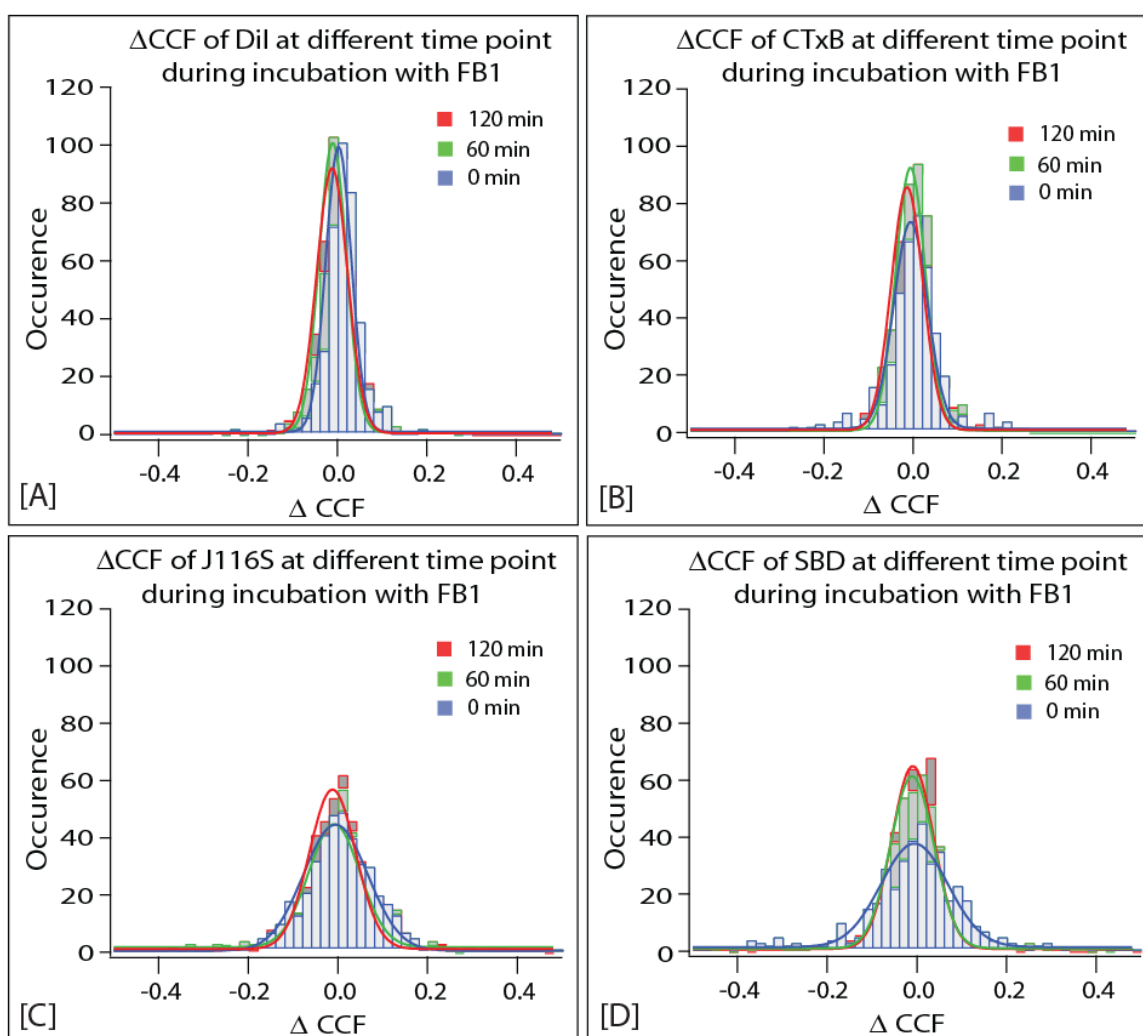 ΔCCF of DiI at different time point
during incubation with FB1
120
100
80
60
40
20
0
Occurence
120 min
60 min
0 min
-0.4
-0.2
0.0
0.2
0.4
Δ CCF
[A]
ΔCCF of CTxB at different time point
during incubation with FB1
120
100
80
60
40
20
0
Occurence
120 min
60 min
0 min
-0.4
-0.2
0.0
0.2
0.4
Δ CCF
[B]
ΔCCF of J116S at different time point
during incubation with FB1
120
100
80
60
40
20
0
Occurence
120 min
60 min
0 min
-0.4
-0.2
0.0
0.2
0.4
Δ CCF
[C]
ΔCCF of SBD at different time point
during incubation with FB1
120
100
80
60
40
20
0
Occurence
120 min
60 min
0 min
-0.4
-0.2
0.0
0.2
0.4
Δ CCF
[D]